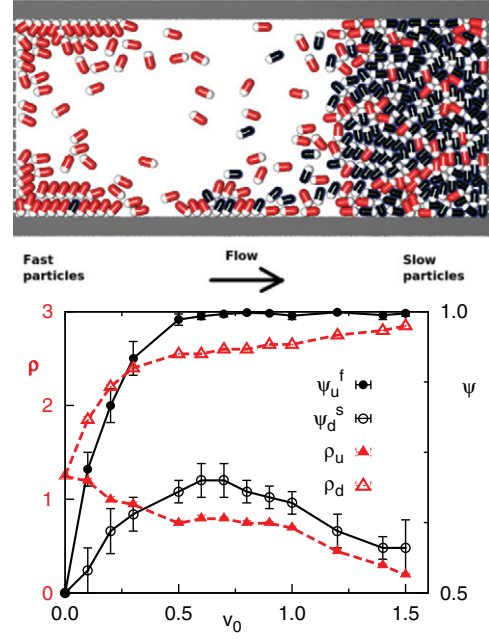 Fast particles
Flow
Slow particles
3
2
1
0
ρ
1.0
0.5
ψ
ψ_u^f
ψ_d^s
ρ_u
ρ_d
0.0
0.5
1.0
1.5
v_0